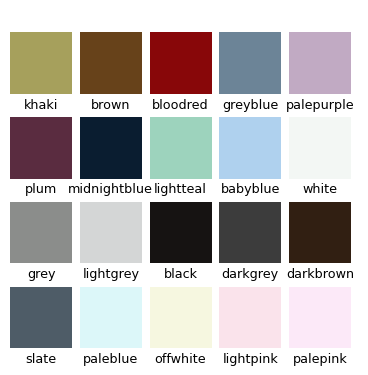 khaki brown bloodred greyblue palepurple
plum midnightblue lightteal babyblue white
grey lightgrey black darkgrey darkbrown
slate paleblue offwhite lightpink palepink